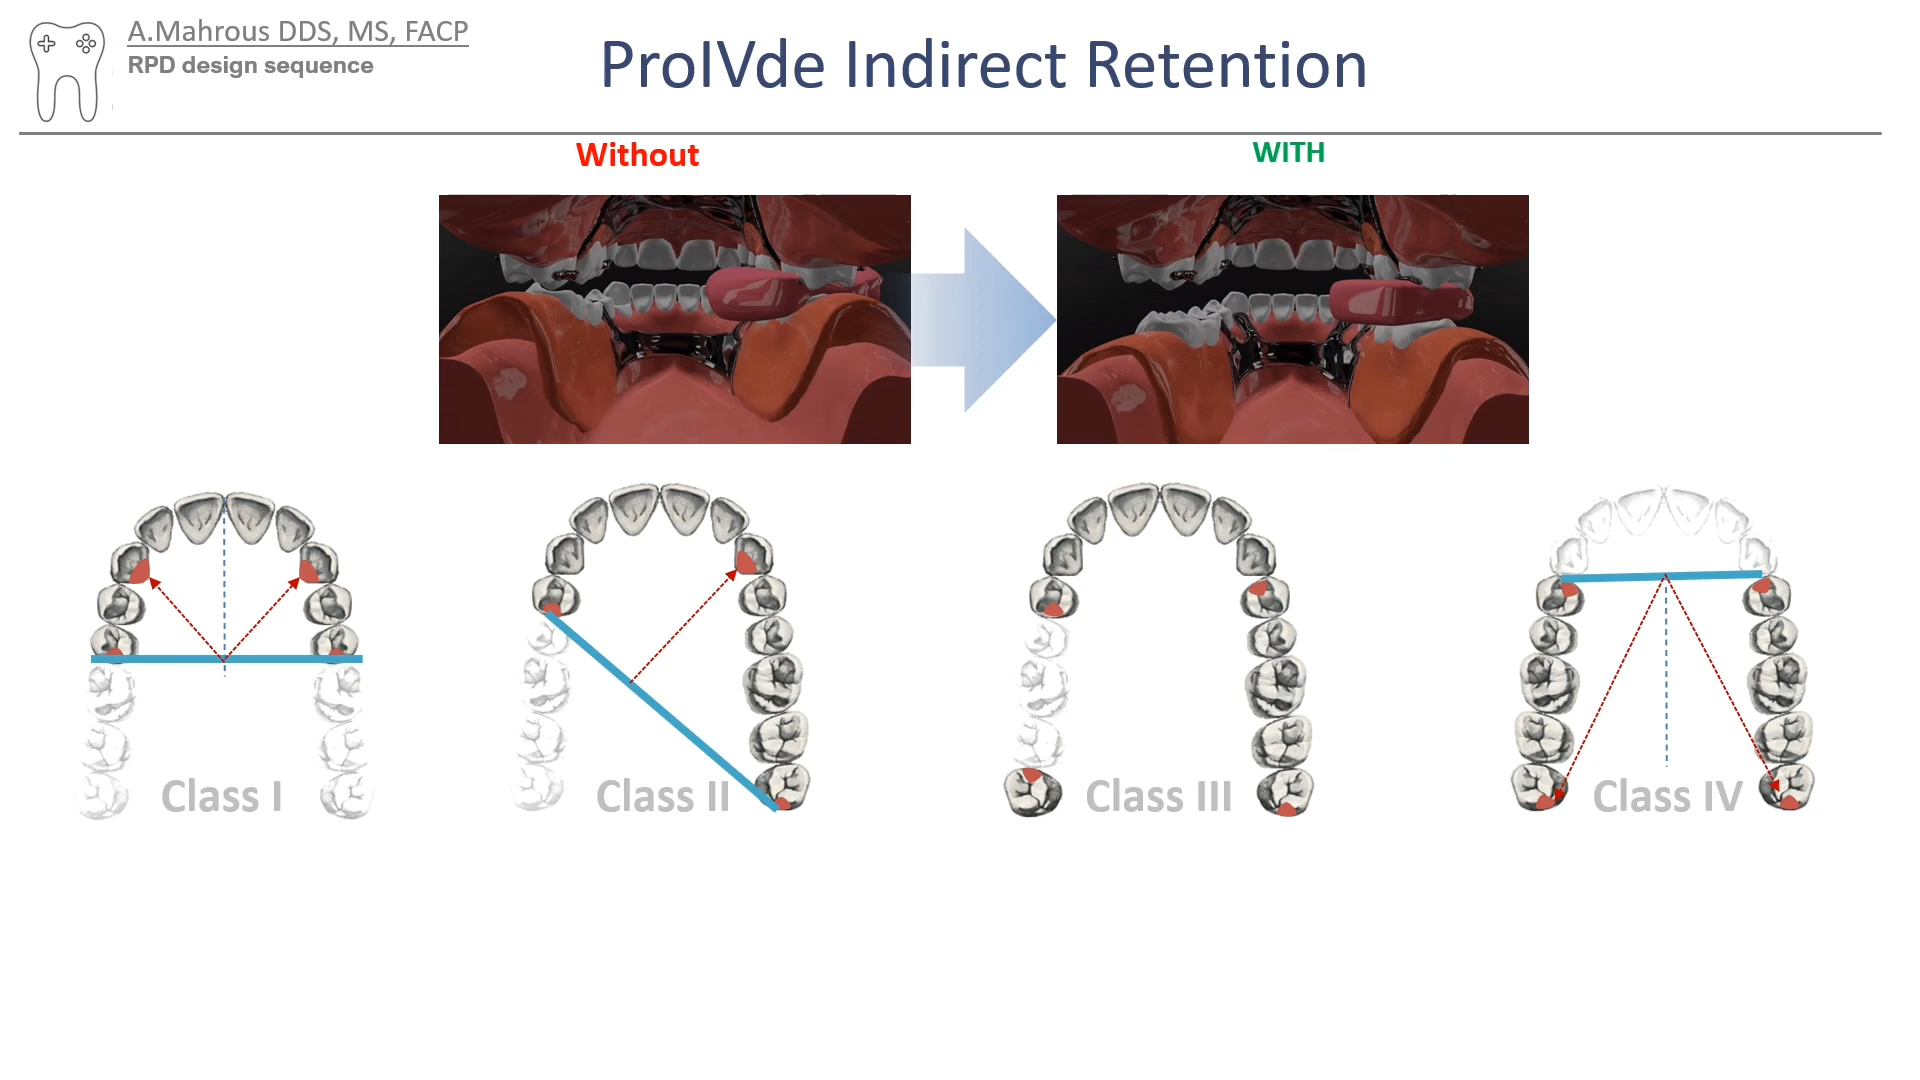 A.Mahrous DDS, MS, FACP
RPD design sequence
ProIVde Indirect Retention
Without
WITH
Class I
Class II
Class III
Class IV